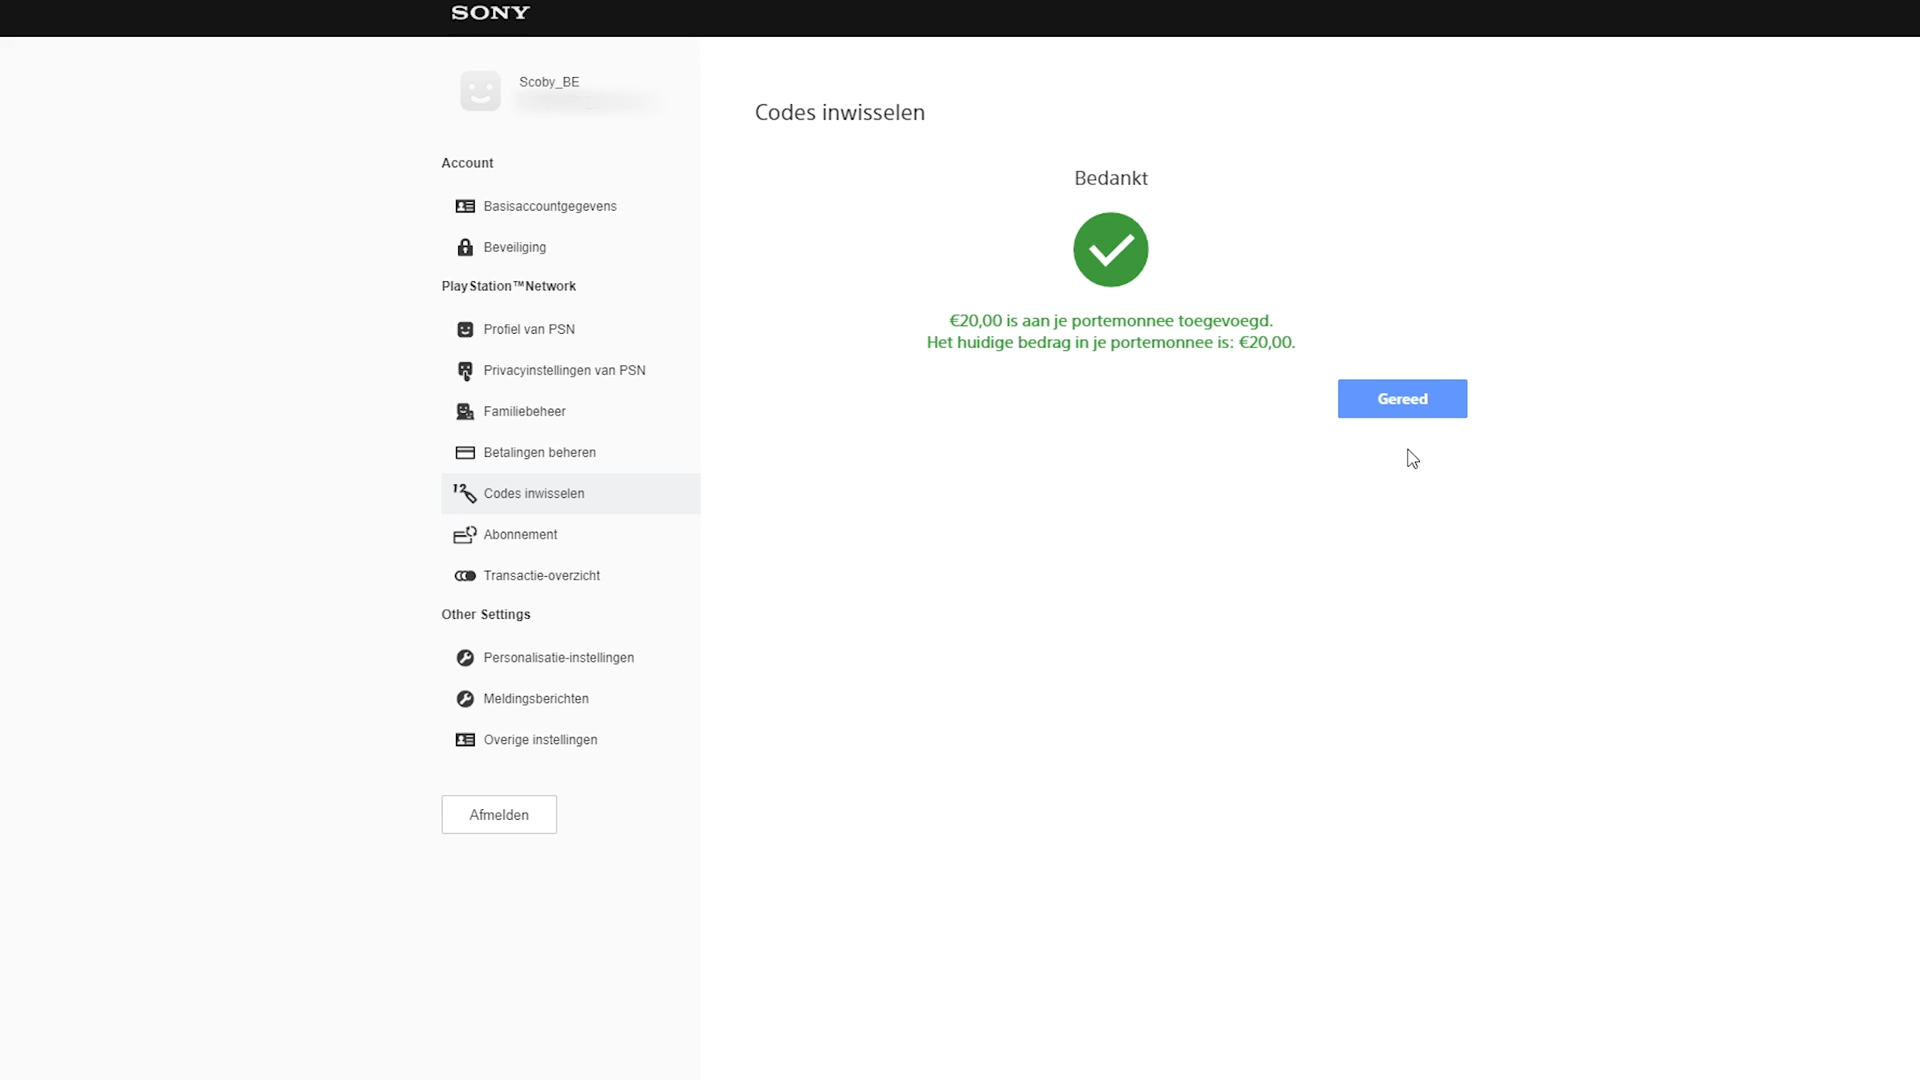 SONY
Scoby_BE
Account
Basisaccountgegevens
Beveiliging
PlayStation™Network
Profiel van PSN
Privacyinstellingen van PSN
Familiebeheer
Betalingen beheren
Codes inwisselen
Abonnement
Transactie-overzicht
Other Settings
Personalisatie-instellingen
Meldingsberichten
Overige instellingen
Afmelden
Codes inwisselen
Bedankt
€20,00 is aan je portemonnee toegevoegd.
Het huidige bedrag in je portemonnee is: €20,00.
Gereed